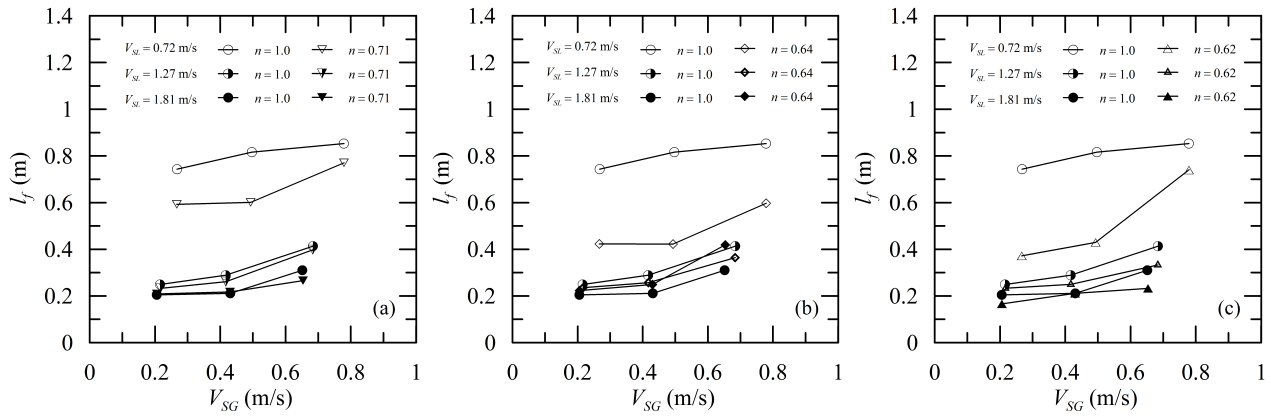 1.4
1.2
1
0.8
0.6
0.4
0.2
0
l_f (m)
V_SL = 0.72 m/s n = 1.0 n = 0.71
V_SL = 1.27 m/s n = 1.0 n = 0.71
V_SL = 1.81 m/s n = 1.0 n = 0.71
(a)
0 0.2 0.4 0.6 0.8 1
V_SG (m/s)
1.4
1.2
1
0.8
0.6
0.4
0.2
0
l_f (m)
V_SL = 0.72 m/s n = 1.0 n = 0.64
V_SL = 1.27 m/s n = 1.0 n = 0.64
V_SL = 1.81 m/s n = 1.0 n = 0.64
(b)
0 0.2 0.4 0.6 0.8 1
V_SG (m/s)
1.4
1.2
1
0.8
0.6
0.4
0.2
0
l_f (m)
V_SL = 0.72 m/s n = 1.0 n = 0.62
V_SL = 1.27 m/s n = 1.0 n = 0.62
V_SL = 1.81 m/s n = 1.0 n = 0.62
(c)
0 0.2 0.4 0.6 0.8 1
V_SG (m/s)